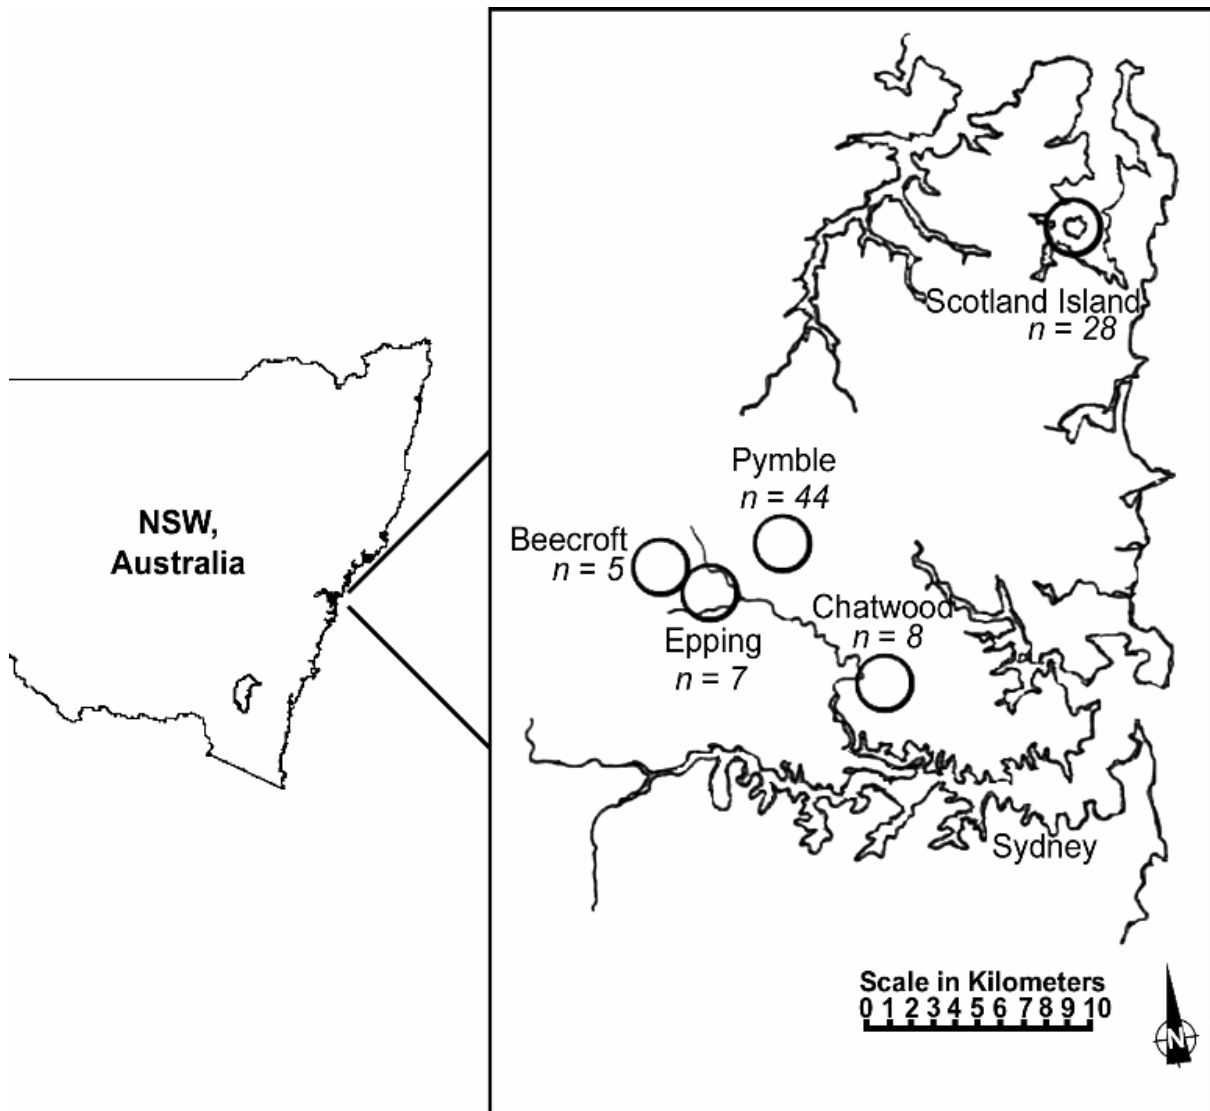 NSW,
Australia
Scotland Island
n = 28
Pymble
n = 44
Beecroft
n = 5
Epping
n = 7
Chatwood
n = 8
Sydney
Scale in Kilometers
0 1 2 3 4 5 6 7 8 9 10
N